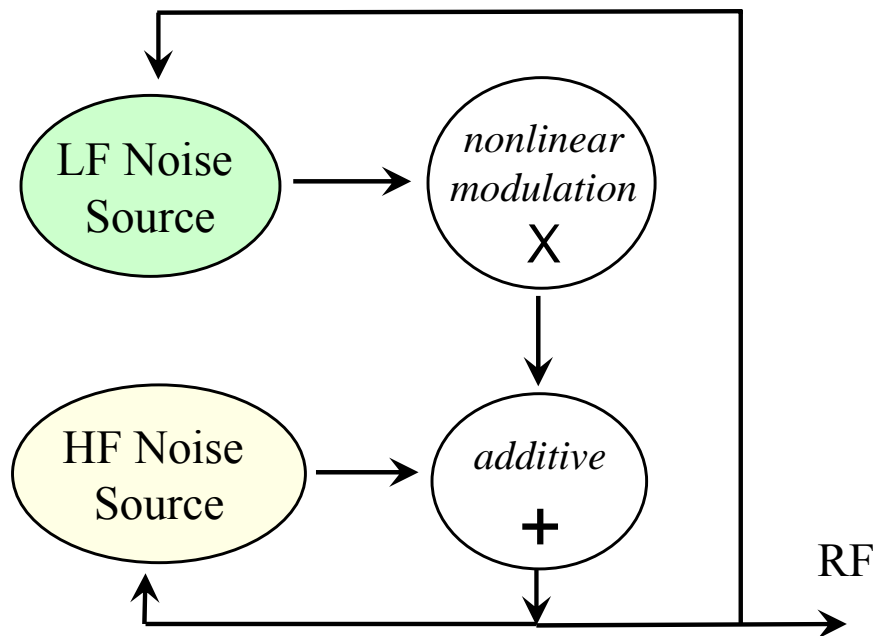 LF Noise
Source
nonlinear
modulation
X
HF Noise
Source
additive
+
RF